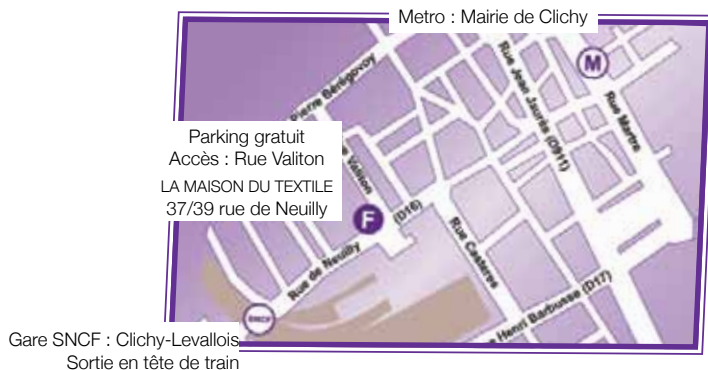 Metro : Mairie de Clichy
M
Pierre Bérégovoy
Rue Jean Jaurès (D911)
Rue Martre
Parking gratuit
Accès : Rue Valiton
LA MAISON DU TEXTILE
37/39 rue de Neuilly
Valiton
F
(D16)
Rue de Neuilly
Rue Castères
Henri Barbusse (D17)
SNCF
Gare SNCF : Clichy-Levallois
Sortie en tête de train